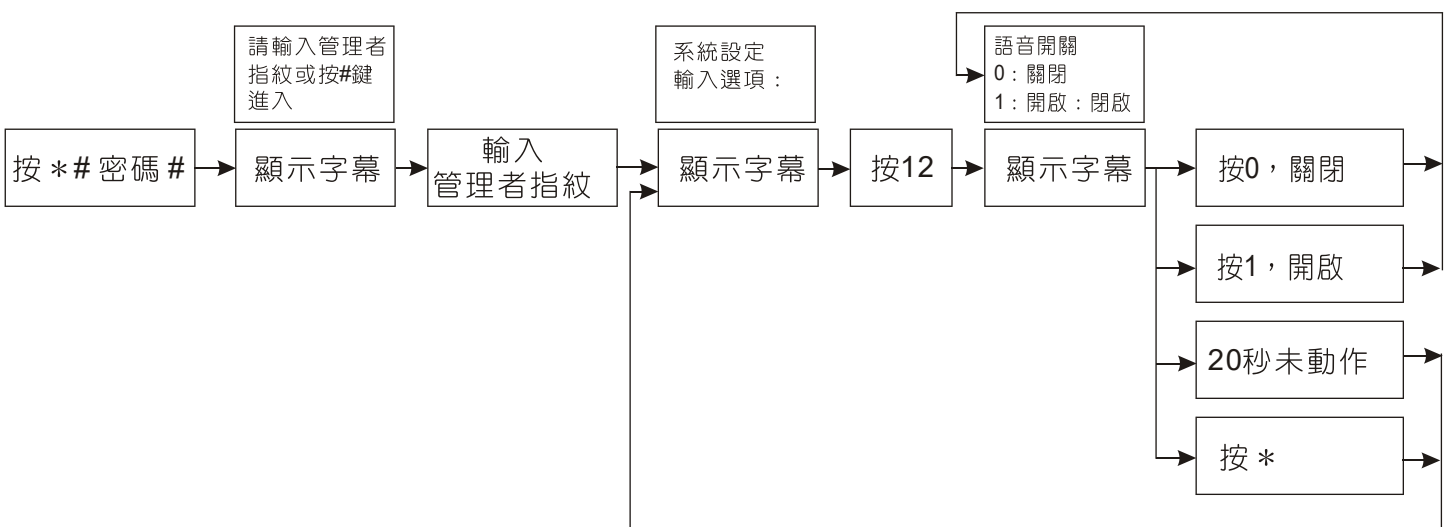 請輸入管理者
指紋或按#鍵
進入
系統設定
輸入選項：
語音開關
0：關閉
1：開啟：閉啟
按＊# 密碼 #
顯示字幕
輸入
管理者指紋
顯示字幕
按12
顯示字幕
按0，關閉
按1，開啟
20秒未動作
按＊